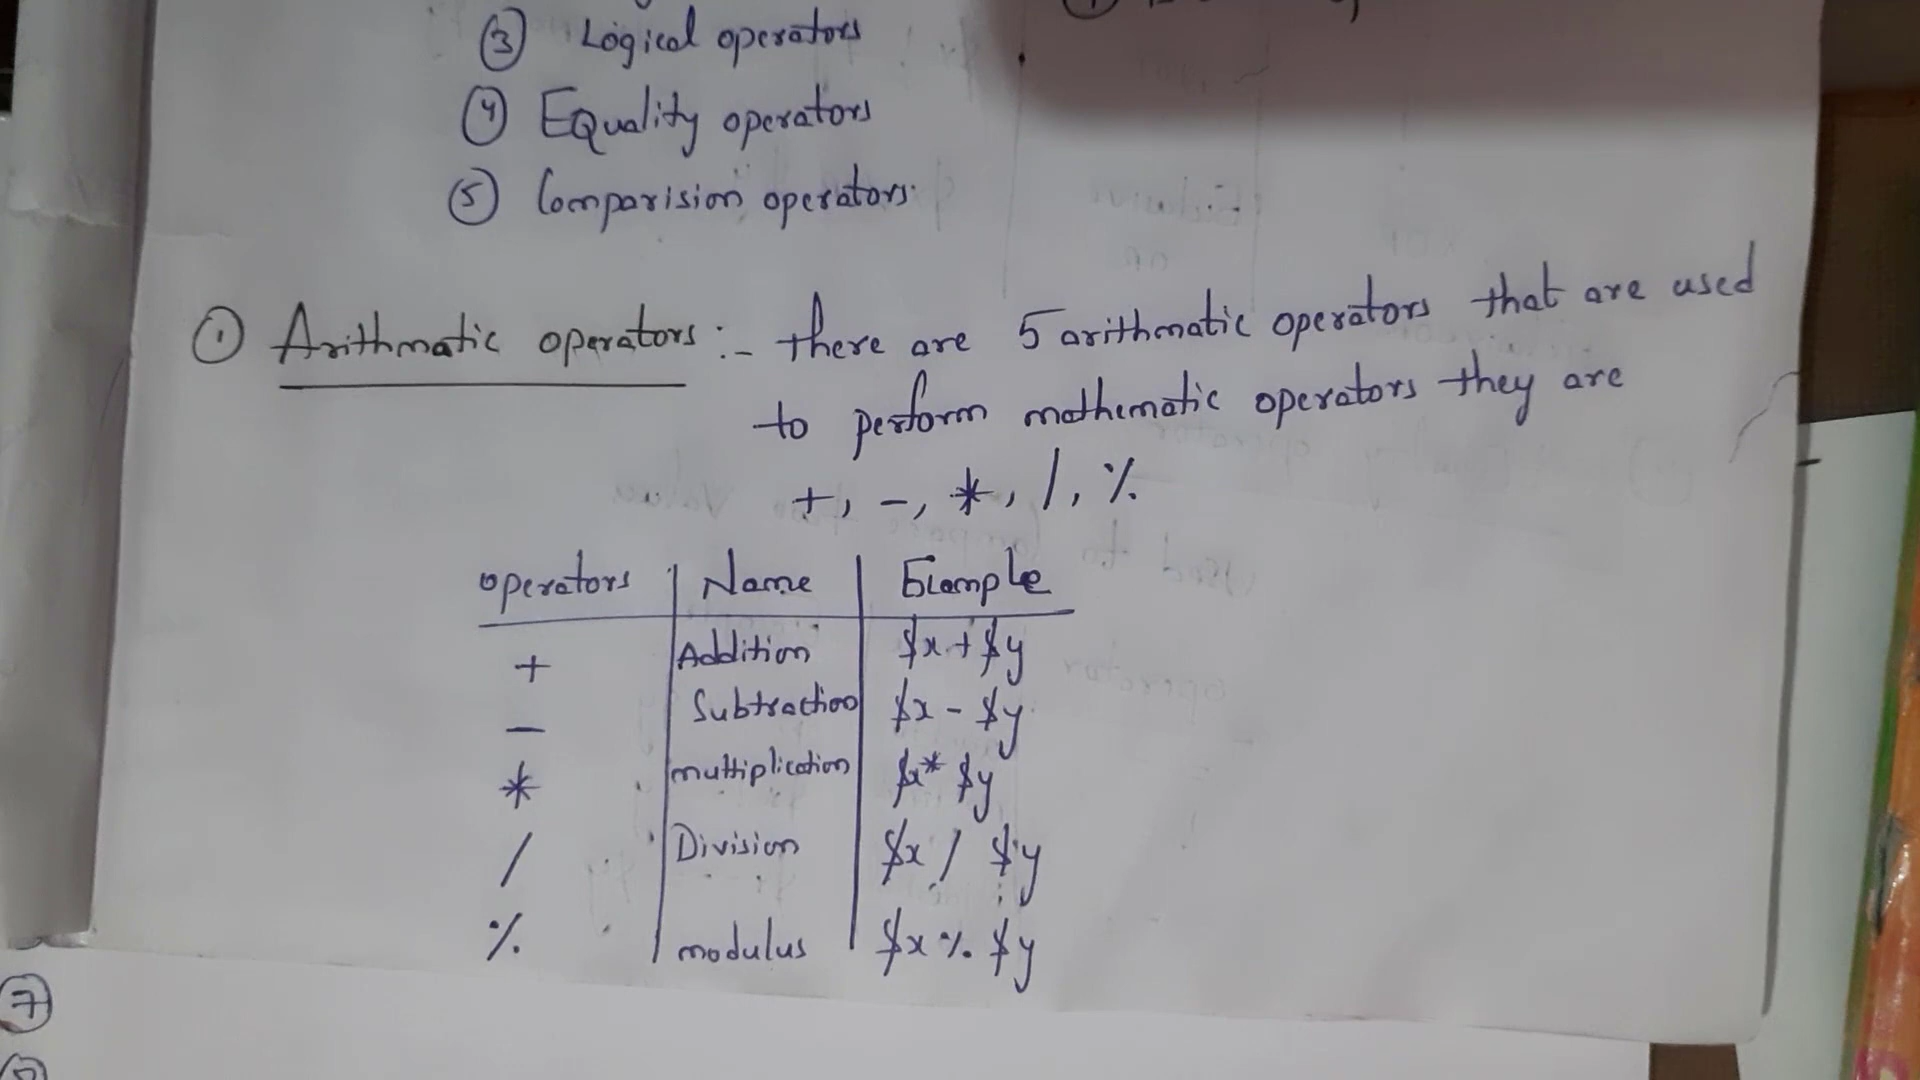 ③ Logical operators
④ Equality operators
⑤ Comparision operators.
① Arithmatic operators :- there are 5 arithmatic operators that are used
to perform mathematic operators they are
+, -, *, /, %
operators | Name | Example
+ | Addition | $x + $y
- | Subtraction | $x - $y
* | multiplication | $x * $y
/ | Division | $x / $y
% | modulus | $x % $y
⑦